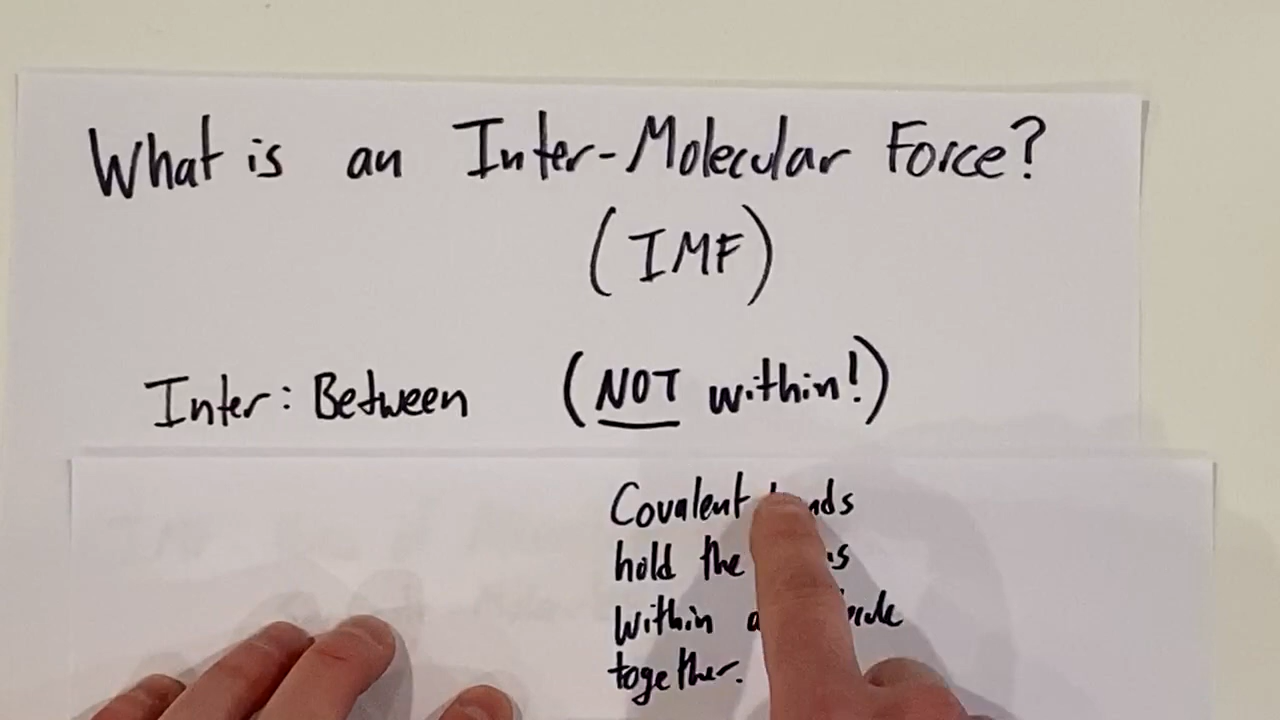 What is an Inter-Molecular Force?
(IMF)
Inter: Between (NOT within!)
Covalent
hold the
within
together.